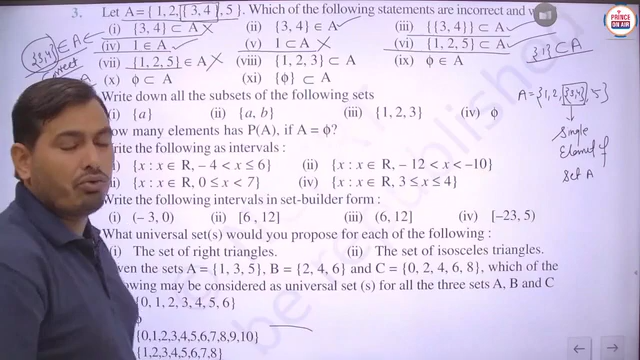 3. Let A = { 1, 2, { 3, 4 }, 5 }. Which of the following statements are incorrect and
(i) {3, 4} ⊂ A (ii) {3, 4} ∈ A (iii) {{3, 4}} ⊂ A
(iv) 1 ∈ A (v) 1 ⊂ A (vi) {1, 2, 5} ⊂ A
(vii) {1, 2, 5} ∈ A (viii) {1, 2, 3} ⊂ A (ix) ϕ ∈ A
(x) ϕ ⊂ A (xi) {ϕ} ⊂ A
{3,4} ∈ A
{1} ⊂ A
A = {1, 2, {3,4}, 5}
Single
Element of
Set A
Write down all the subsets of the following sets
(i) {a} (ii) {a, b} (iii) {1, 2, 3} (iv) ϕ
How many elements has P(A), if A = ϕ?
the following as intervals :
{x : x ∈ R, – 4 < x ≤ 6} (ii) {x : x ∈ R, – 12 < x < –10}
{x : x ∈ R, 0 ≤ x < 7} (iv) {x : x ∈ R, 3 ≤ x ≤ 4}
Write the following intervals in set-builder form :
(i) (– 3, 0) (ii) [6 , 12] (iii) (6, 12] (iv) [–23, 5)
What universal set(s) would you propose for each of the following :
(i) The set of right triangles. (ii) The set of isosceles triangles.
the sets A = {1, 3, 5}, B = {2, 4, 6} and C = {0, 2, 4, 6, 8}, which of the
may be considered as universal set (s) for all the three sets A, B and C
{0, 1, 2, 3, 4, 5, 6}
{0,1,2,3,4,5,6,7,8,9,10}
{1,2,3,4,5,6,7,8}
be republished
PRINCE
ON AIR